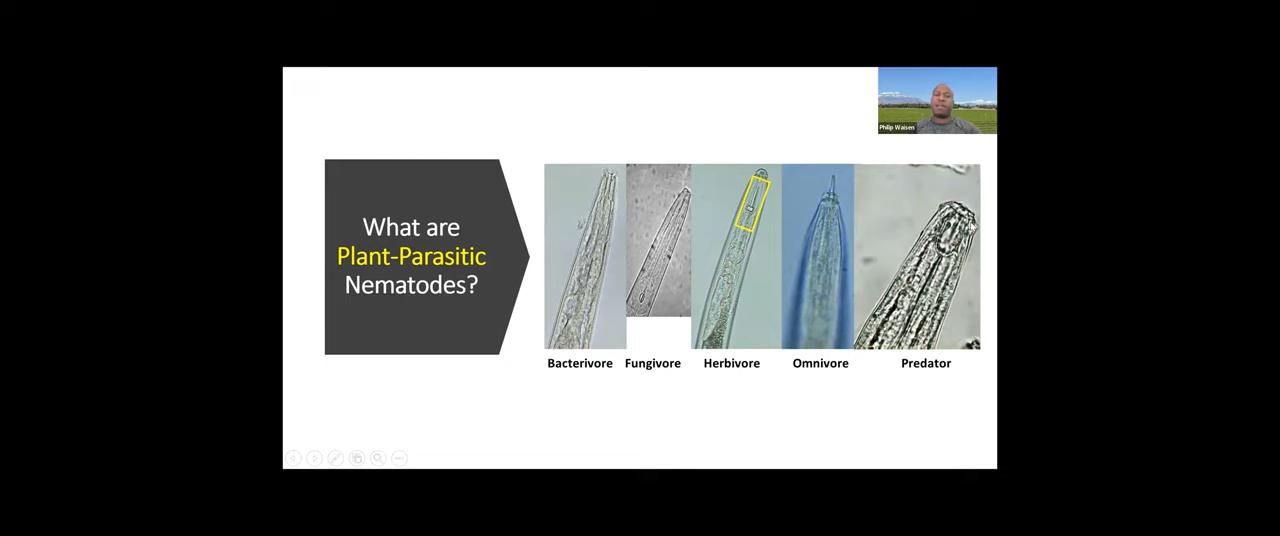 Philip Waisen
What are
Plant-Parasitic
Nematodes?
Bacterivore Fungivore Herbivore Omnivore Predator